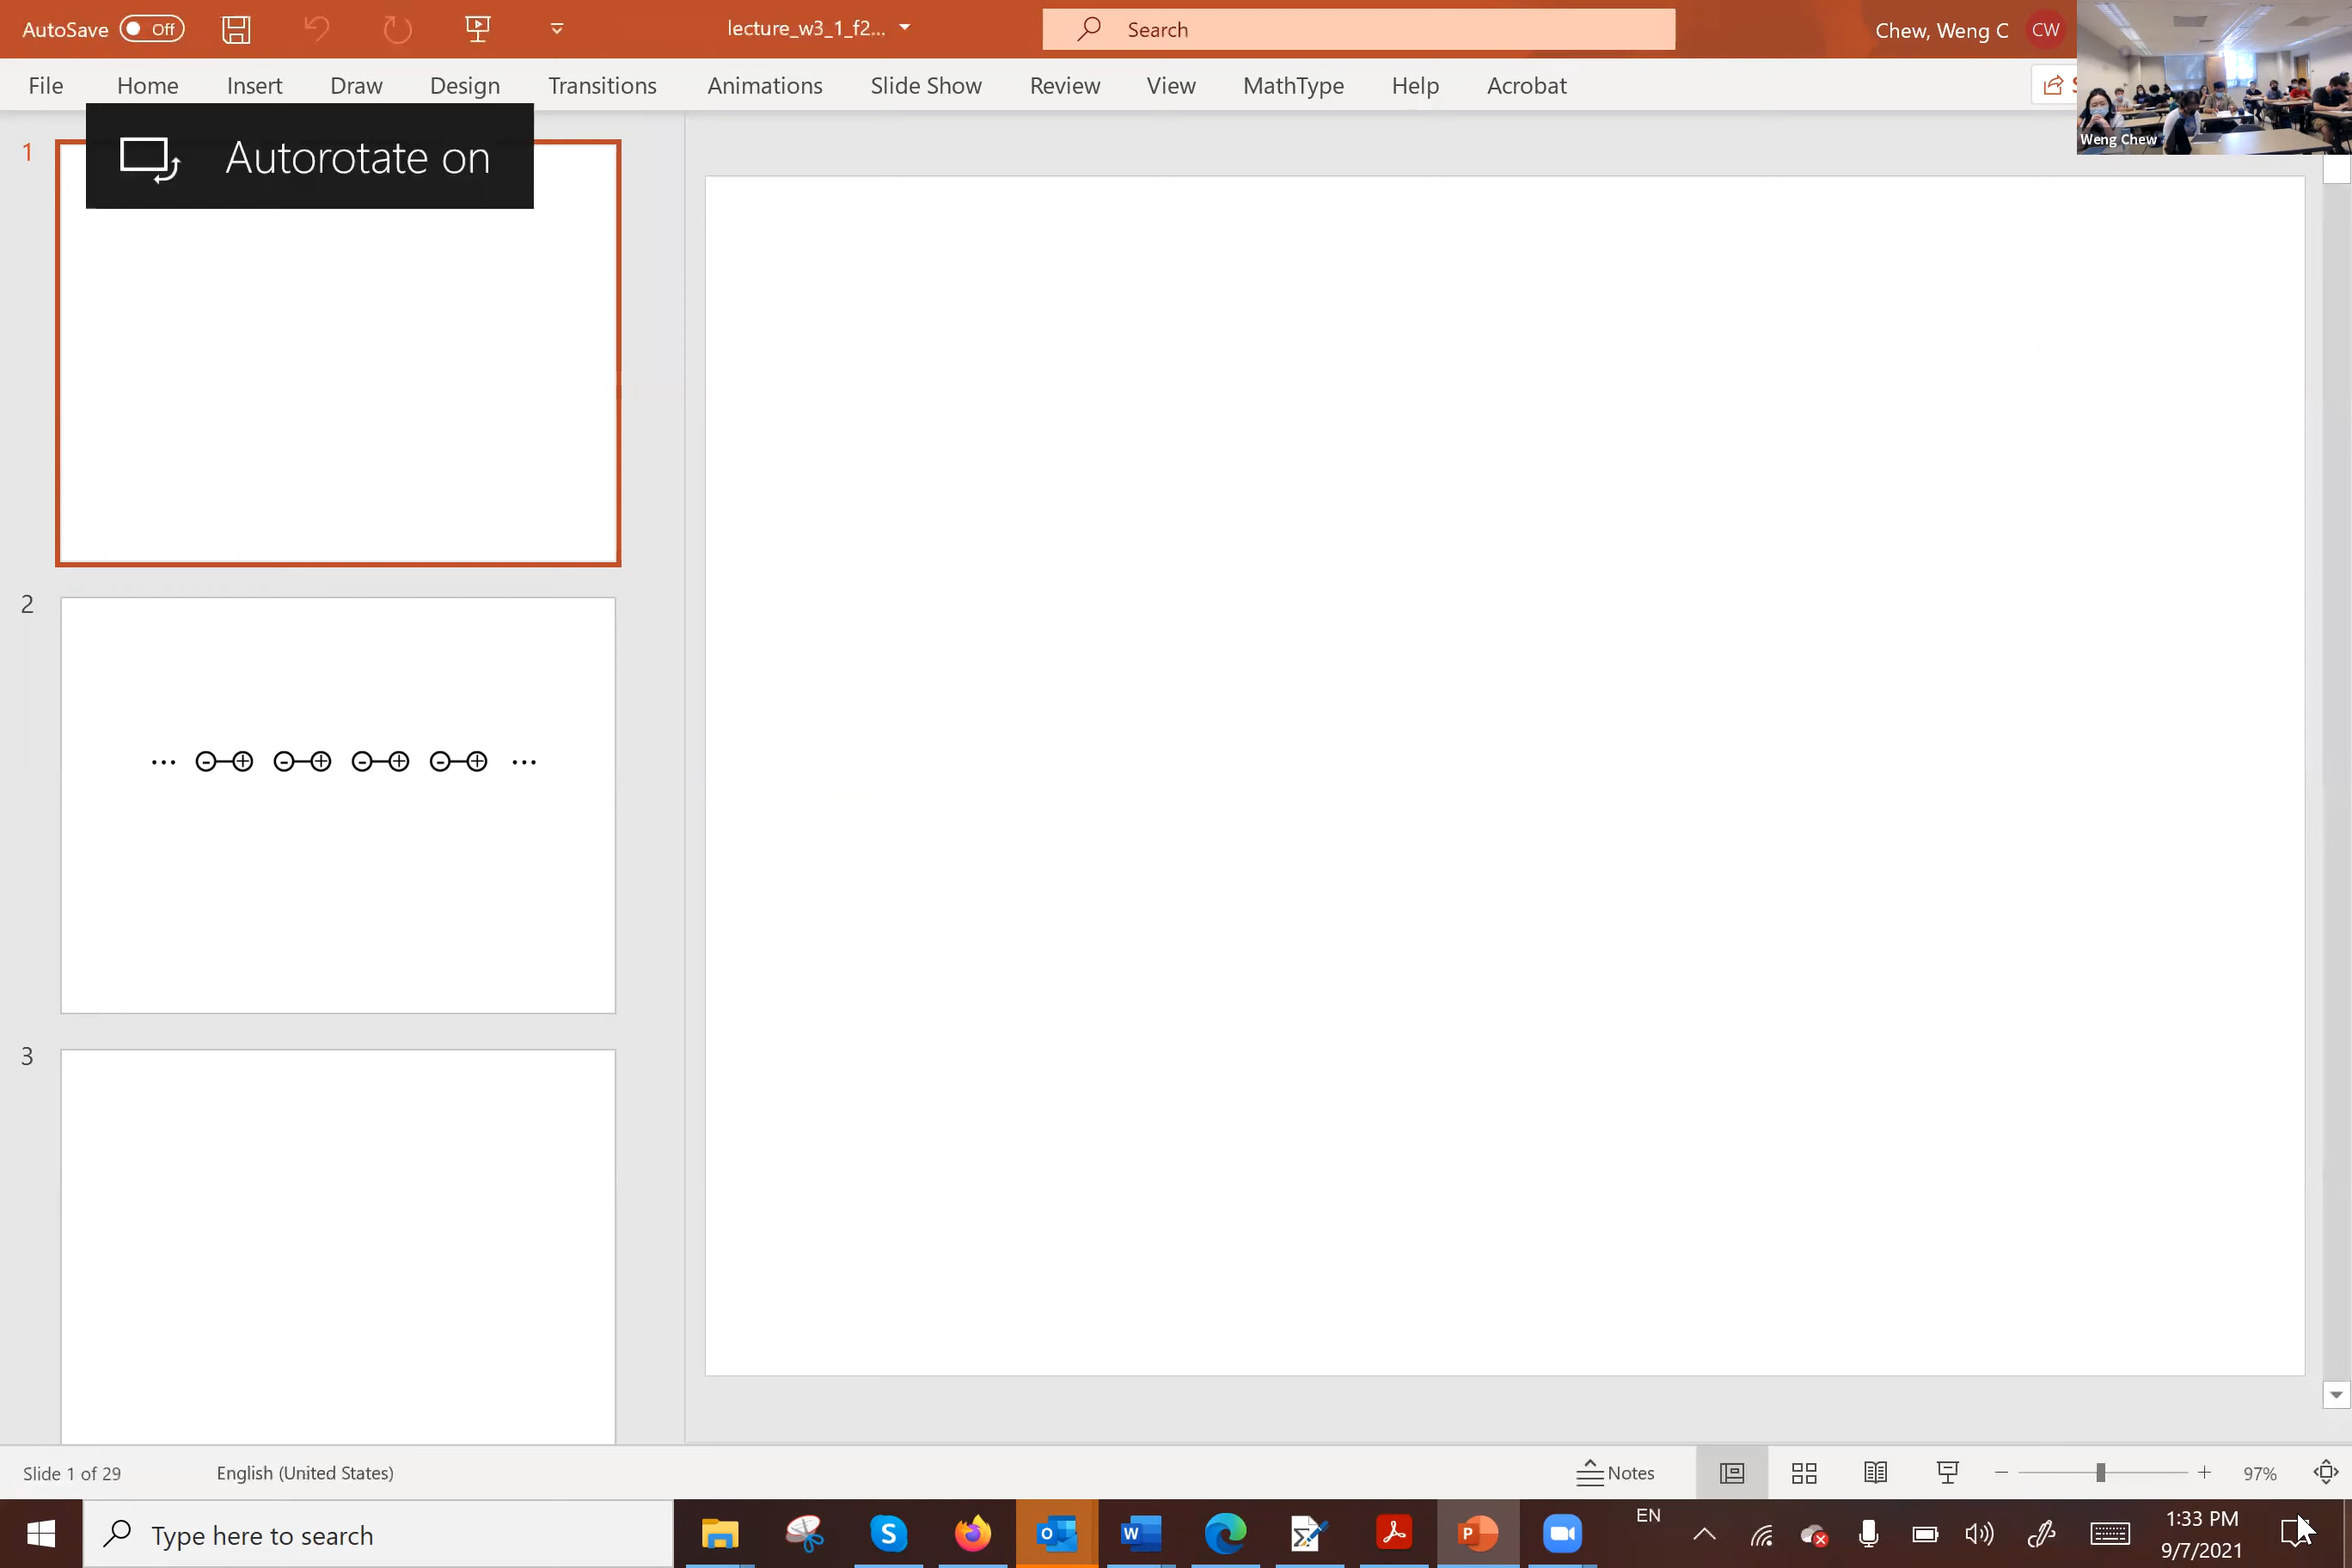 AutoSave Off lecture_w3_1_f2... Search Chew, Weng C CW
File Home Insert Draw Design Transitions Animations Slide Show Review View MathType Help Acrobat
Weng Chew
Autorotate on
1
2
... - + - + - + - + ...
3
Slide 1 of 29 English (United States) Notes 97%
Type here to search
EN
1:33 PM
9/7/2021